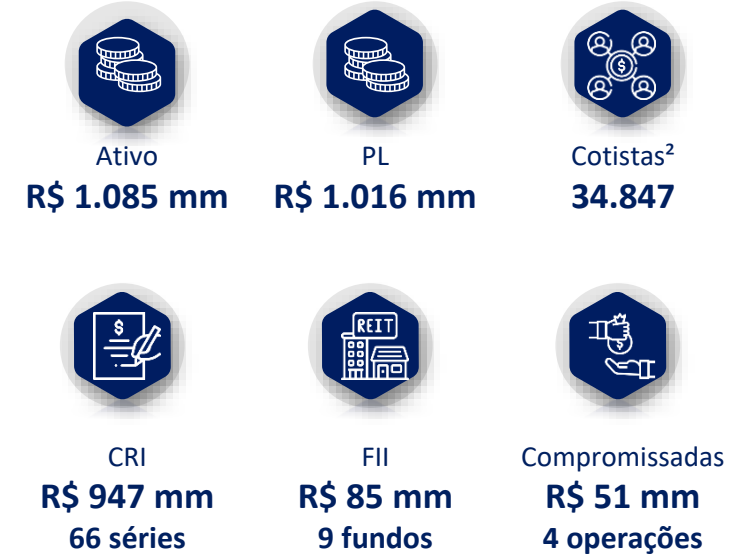 Ativo
R$ 1.085 mm
PL
R$ 1.016 mm
Cotistas²
34.847
$
$
REIT
$
CRI
R$ 947 mm
66 séries
FII
R$ 85 mm
9 fundos
Compromissadas
R$ 51 mm
4 operações